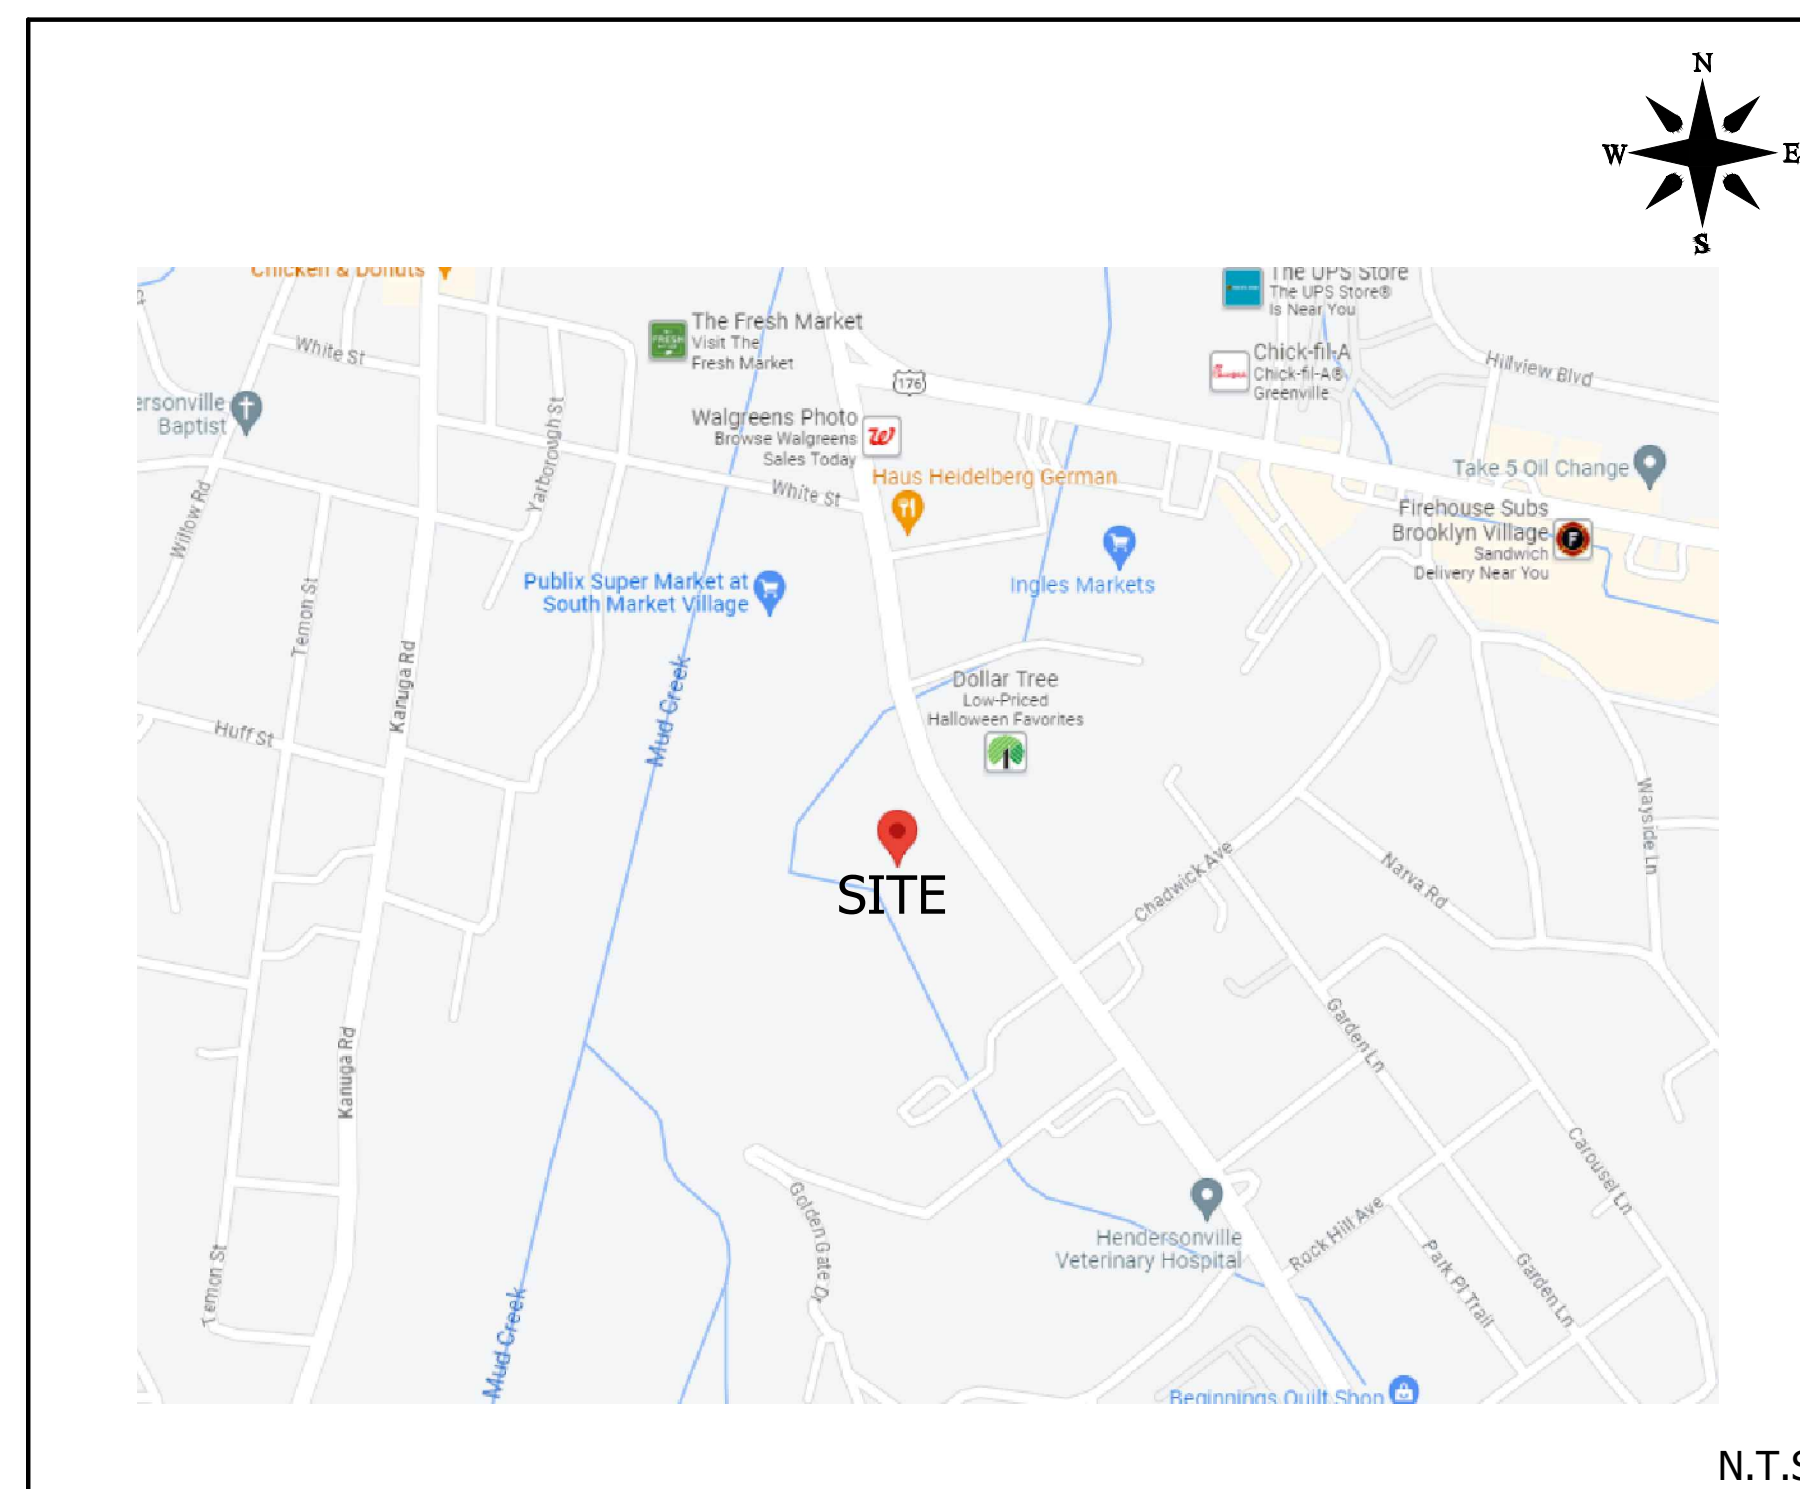 N
W
E
S
Chicken & Donuts
The UPS Store
The UPS Store®
Is Near You
The Fresh Market
Visit The
Fresh Market
White St
176
Chick-fil-A
Chick-fil-A®
Greenville
Hillview Blvd
ersonville
Baptist
Walgreens Photo
Browse Walgreens
Sales Today
Yarborough St
Haus Heidelberg German
White St
Take 5 Oil Change
Willow Rd
Firehouse Subs
Brooklyn Village
Sandwich
Delivery Near You
Publix Super Market at
South Market Village
Ingles Markets
Temon St
Kanuga Rd
Mud Creek
Dollar Tree
Low-Priced
Halloween Favorites
Huff St
Wayside Ln
SITE
Chadwick Ave
Narva Rd
Kanuga Rd
Garden Ln
Carousel Ln
Golden Gate D
Hendersonville
Veterinary Hospital
Rock Hill Ave
Park Pl Trail
Garden Ln
Temon St
Mud Creek
Beginnings Quilt Shop
N.T.S